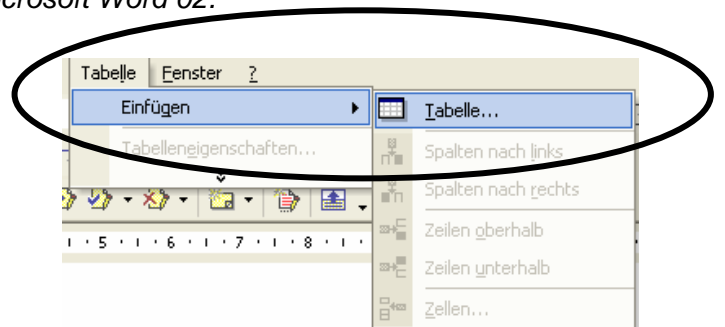 crosoft Word 02:
Tabelle Fenster ?
Einfügen
Tabelle...
Tabelleneigenschaften...
Spalten nach links
Spalten nach rechts
Zeilen oberhalb
5 6 7 8
Zeilen unterhalb
Zellen...